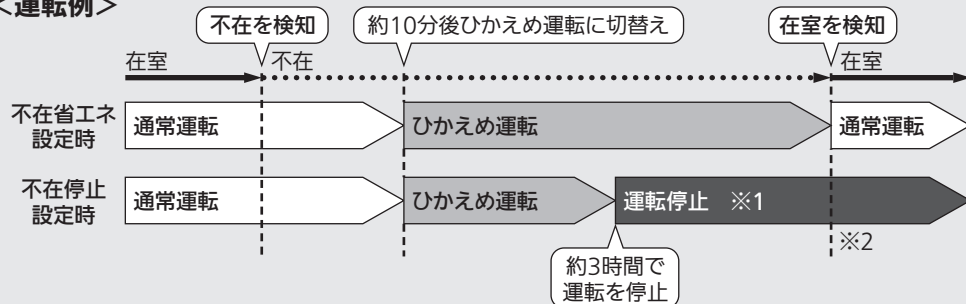 <運転例>
不在を検知
約10分後ひかえめ運転に切替え
在室を検知
在室
不在
在室
不在省エネ
設定時
通常運転
ひかえめ運転
通常運転
不在停止
設定時
通常運転
ひかえめ運転
運転停止 ※1
※2
約3時間で
運転を停止